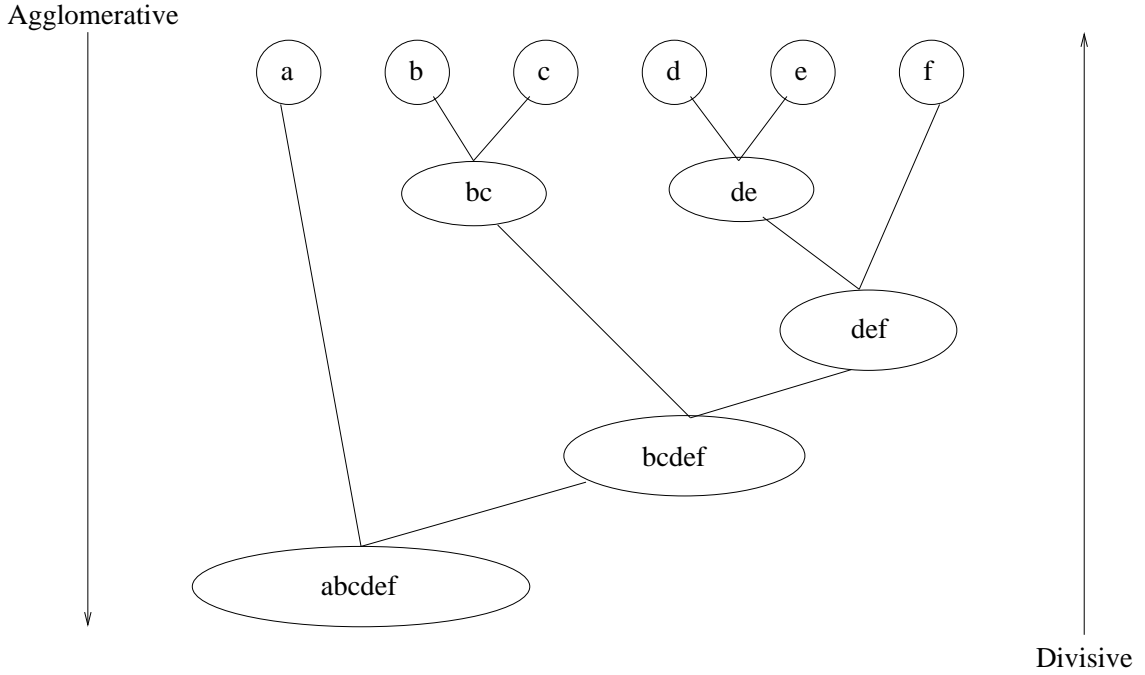 Agglomerative
a b c d e f
bc de
def
bcdef
abcdef
Divisive